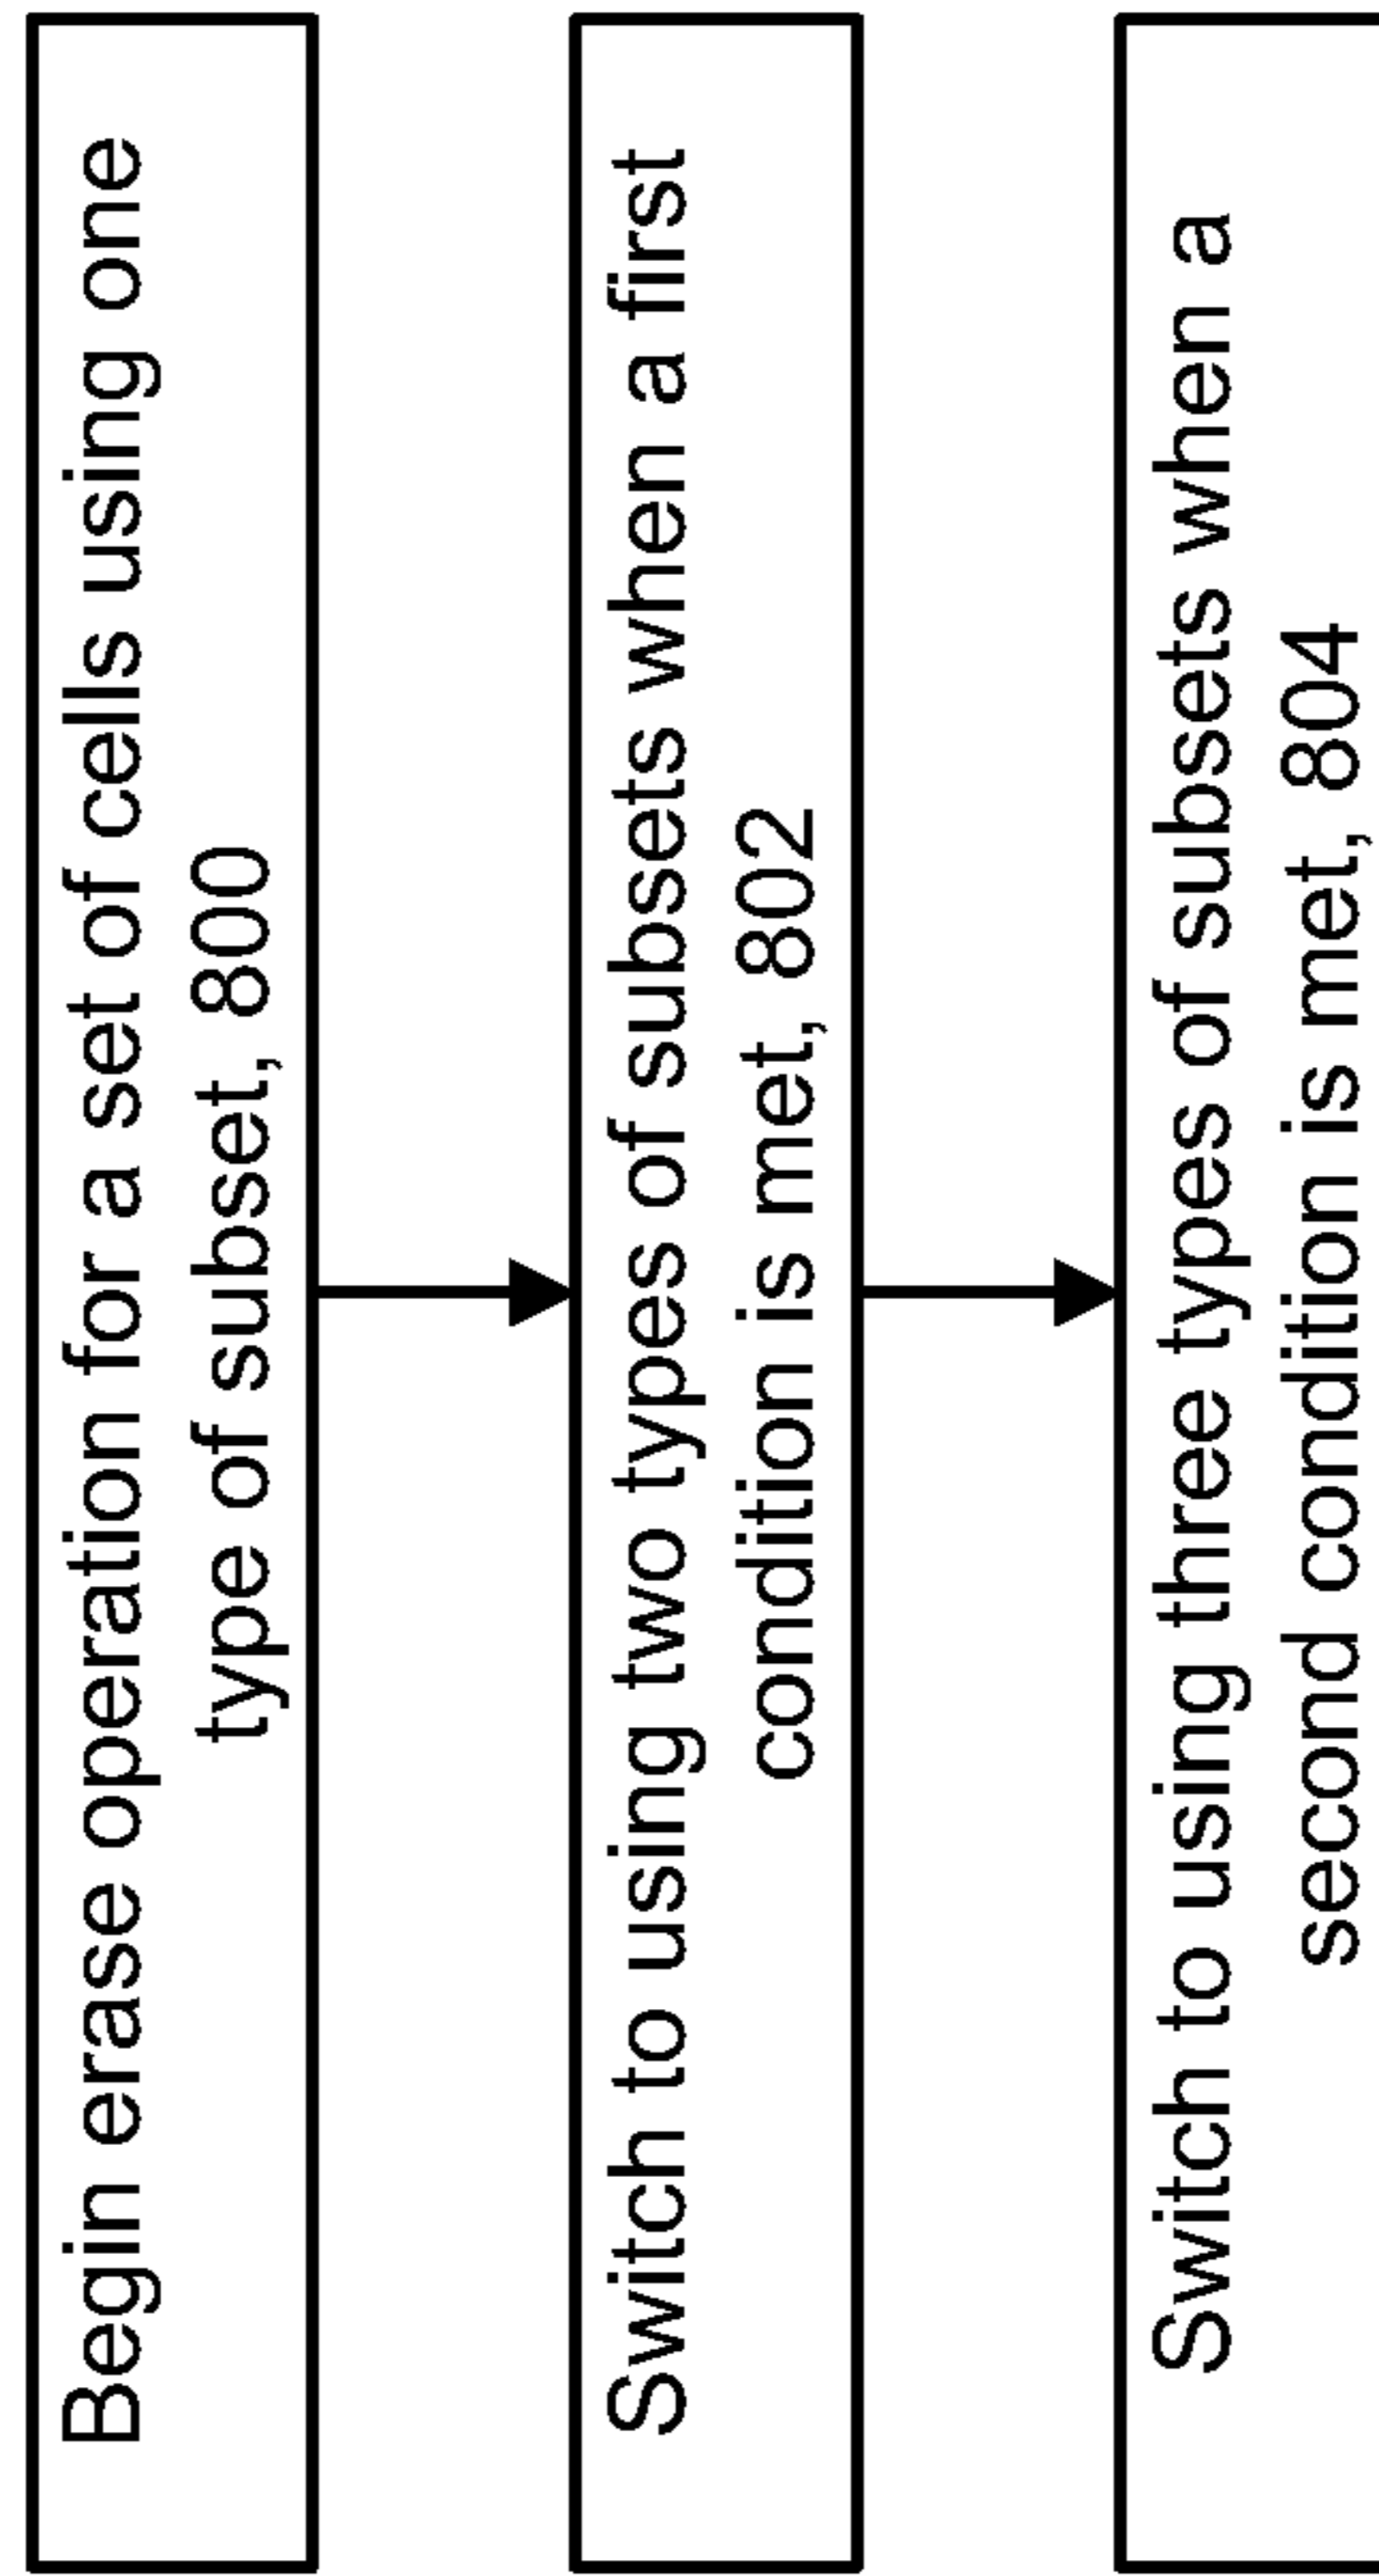 Begin erase operation for a set of cells using one
type of subset, 800
Switch to using two types of subsets when a first
condition is met, 802
Switch to using three types of subsets when a
second condition is met, 804